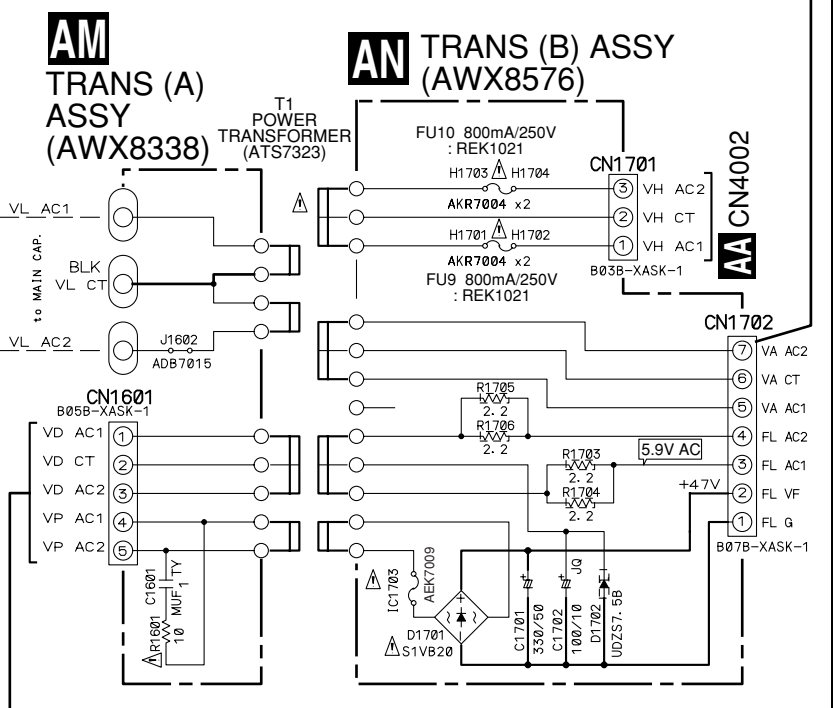 AM
TRANS (A)
ASSY
(AWX8338)
T1
POWER
TRANSFORMER
(ATS7323)
AN
TRANS (B) ASSY
(AWX8576)
FU10 800mA/250V
: REK1021
H1703 H1704
AKR7004 x2
H1701 H1702
AKR7004 x2
FU9 800mA/250V
: REK1021
CN1701
3 VH AC2
2 VH CT
1 VH AC1
B03B-XASK-1
AA CN4002
VL AC1
BLK
VL CT
to MAIN CAP.
VL AC2
J1602
ADB7015
CN1601
B05B-XASK-1
VD AC1 1
VD CT 2
VD AC2 3
VP AC1 4
VP AC2 5
C1601
MUF1 TY
R1601
10
CN1702
7 VA AC2
6 VA CT
5 VA AC1
4 FL AC2
3 FL AC1
2 FL VF
1 FL G
B07B-XASK-1
R1705
2.2
R1706
2.2
R1703
2.2
R1704
2.2
5.9V AC
+47V
IC1703
AEK7009
D1701
S1VB20
C1701
330/50
C1702
100/10
JQ
D1702
UDZS7.5B